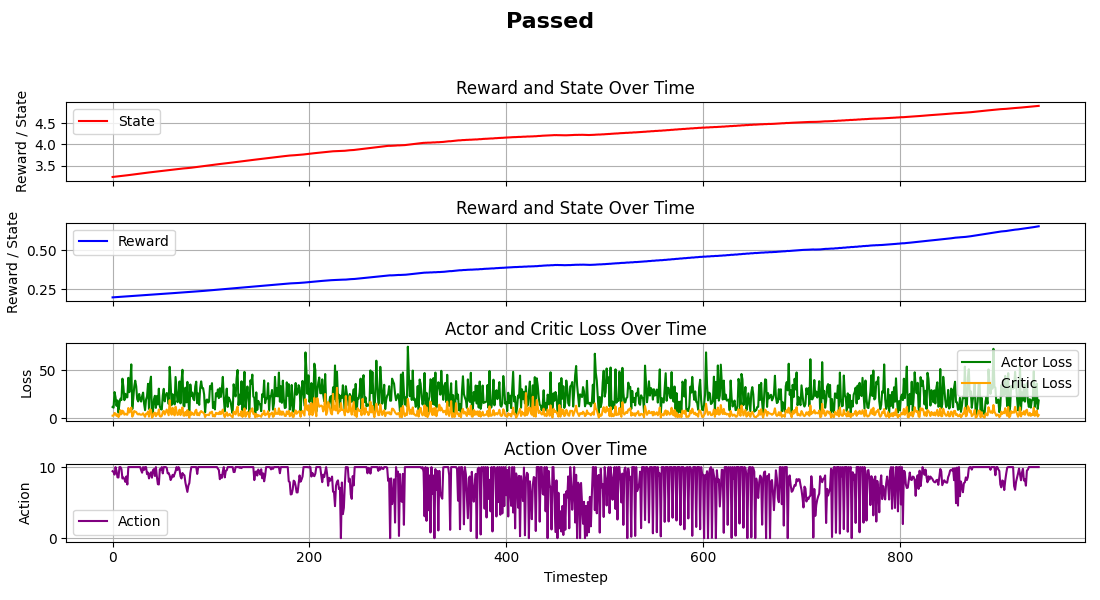 Passed
Reward and State Over Time
Reward / State
4.5
4.0
3.5
State
Reward and State Over Time
Reward / State
0.50
0.25
Reward
Actor and Critic Loss Over Time
Loss
50
0
Actor Loss
Critic Loss
Action Over Time
Action
10
0
Action
0 200 400 600 800
Timestep